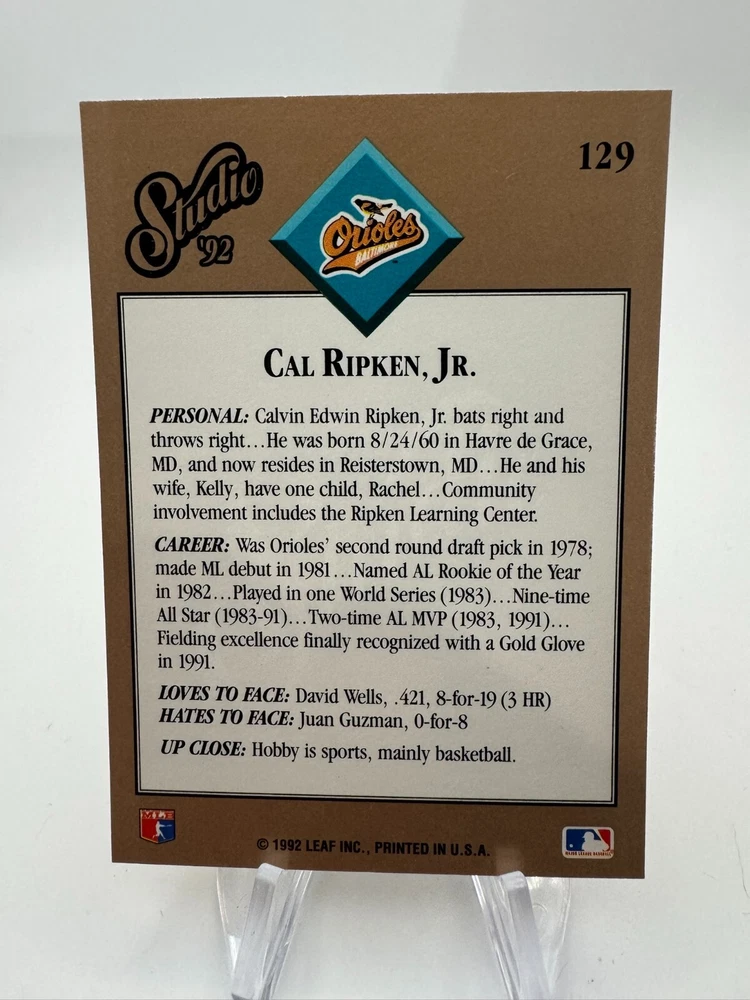 Studio
'92
129
Orioles
BALTIMORE
CAL RIPKEN, JR.
PERSONAL: Calvin Edwin Ripken, Jr. bats right and
throws right...He was born 8/24/60 in Havre de Grace,
MD, and now resides in Reisterstown, MD...He and his
wife, Kelly, have one child, Rachel...Community
involvement includes the Ripken Learning Center.
CAREER: Was Orioles' second round draft pick in 1978;
made ML debut in 1981...Named AL Rookie of the Year
in 1982...Played in one World Series (1983)...Nine-time
All Star (1983-91)...Two-time AL MVP (1983, 1991)...
Fielding excellence finally recognized with a Gold Glove
in 1991.
LOVES TO FACE: David Wells, .421, 8-for-19 (3 HR)
HATES TO FACE: Juan Guzman, 0-for-8
UP CLOSE: Hobby is sports, mainly basketball.
© 1992 LEAF INC., PRINTED IN U.S.A.
MAJOR LEAGUE BASEBALL